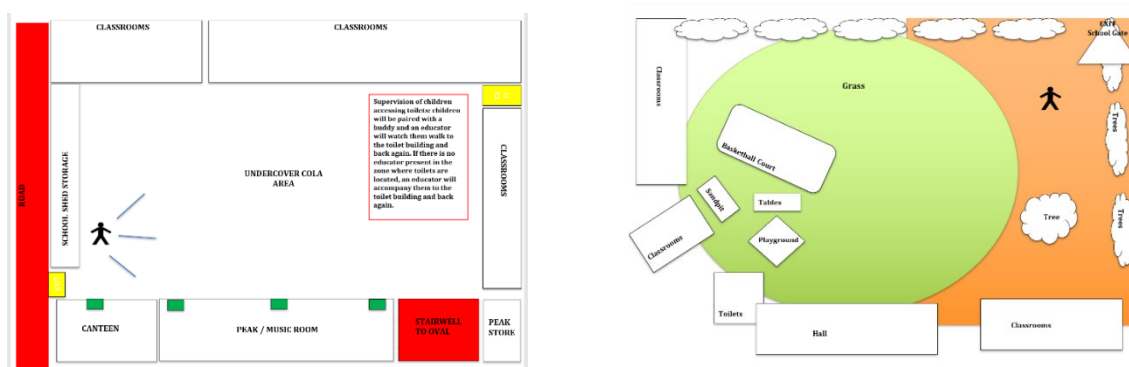 CLASSROOMS
CLASSROOMS
ROAD
SCHOOL SHED STORAGE
Supervision of children
accessing toilets: children
will be paired with a
buddy and an educator
will watch them walk to
the toilet building and
back again. If there is no
educator present in the
zone where toilets are
located, an educator will
accompany them to the
toilet building and back
again.
UNDERCOVER COLA
AREA
CLASSROOMS
CANTEEN
PEAK / MUSIC ROOM
STAIRWELL
TO OVAL
PEAK
STORE
EXIT
School Gate
Classrooms
Grass
Trees
Basketball Court
Sandpit
Tables
Tree
Trees
Classrooms
Playground
Toilets
Hall
Classrooms